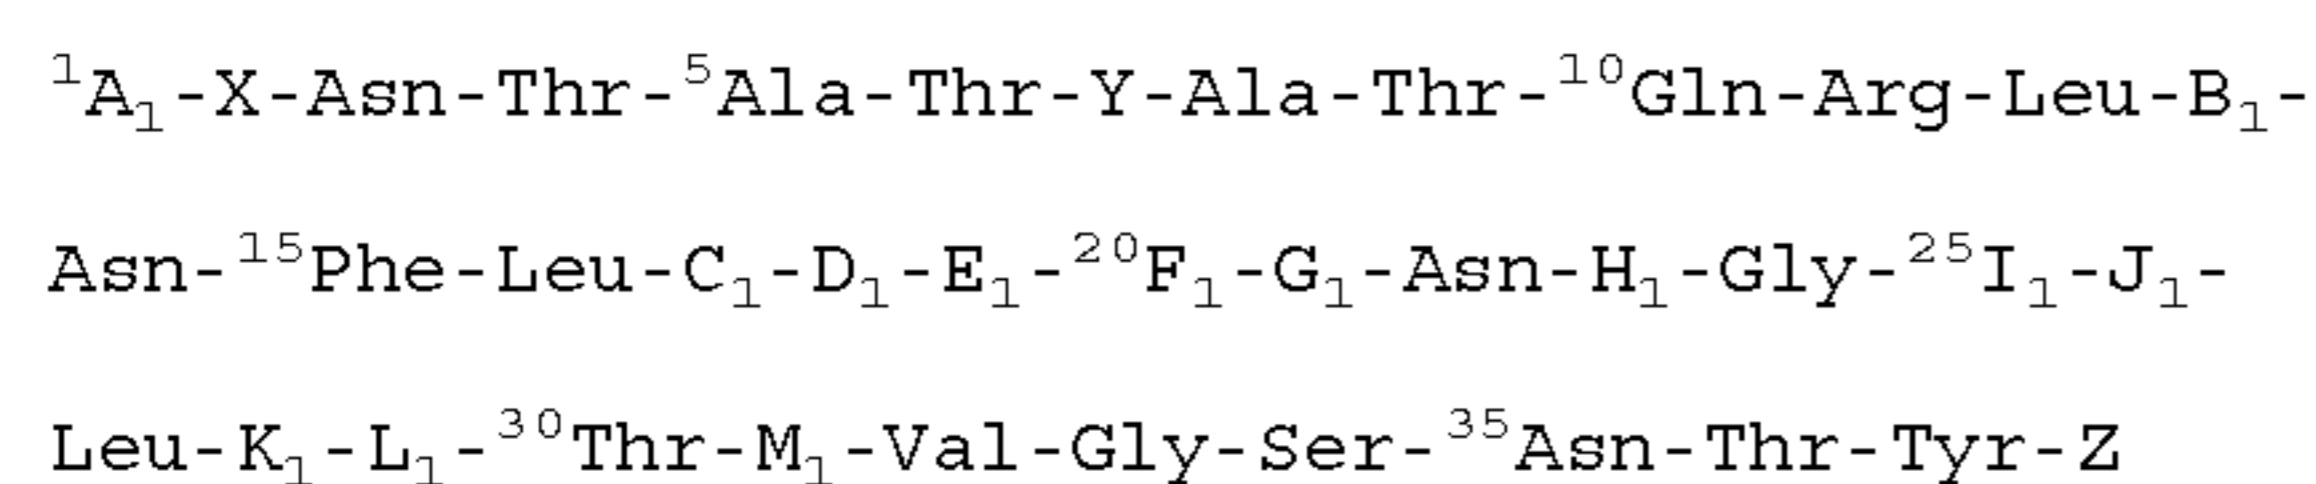 ¹A₁-X-Asn-Thr-⁵Ala-Thr-Y-Ala-Thr-¹⁰Gln-Arg-Leu-B₁-
Asn-¹⁵Phe-Leu-C₁-D₁-E₁-²⁰F₁-G₁-Asn-H₁-Gly-²⁵I₁-J₁-
Leu-K₁-L₁-³⁰Thr-M₁-Val-Gly-Ser-³⁵Asn-Thr-Tyr-Z